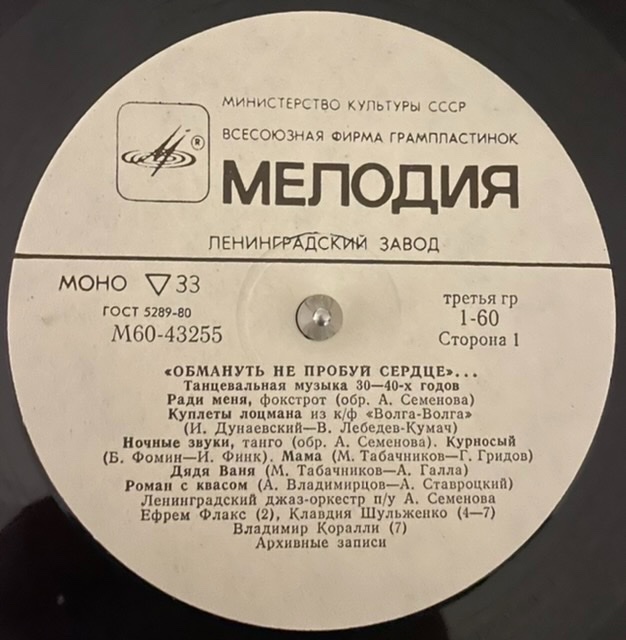 МИНИСТЕРСТВО КУЛЬТУРЫ СССР
ВСЕСОЮЗНАЯ ФИРМА ГРАМПЛАСТИНОК
®
МЕЛОДИЯ
ЛЕНИНГРАДСКИЙ ЗАВОД
МОНО ▽ 33
ГОСТ 5289-80
М60-43255
третья гр
1-60
Сторона 1
«ОБМАНУТЬ НЕ ПРОБУЙ СЕРДЦЕ»...
Танцевальная музыка 30—40-х годов
Ради меня, фокстрот (обр. А. Семенова)
Куплеты лоцмана из к/ф «Волга-Волга»
(И. Дунаевский—В. Лебедев-Кумач)
Ночные звуки, танго (обр. А. Семенова). Курносый
(Б. Фомин—И. Финк). Мама (М. Табачников—Г. Гридов)
Дядя Ваня (М. Табачников—А. Галла)
Роман с квасом (А. Владимирцов—А. Ставроцкий)
Ленинградский джаз-оркестр п/у А. Семенова
Ефрем Флакс (2), Клавдия Шульженко (4—7)
Владимир Коралли (7)
Архивные записи